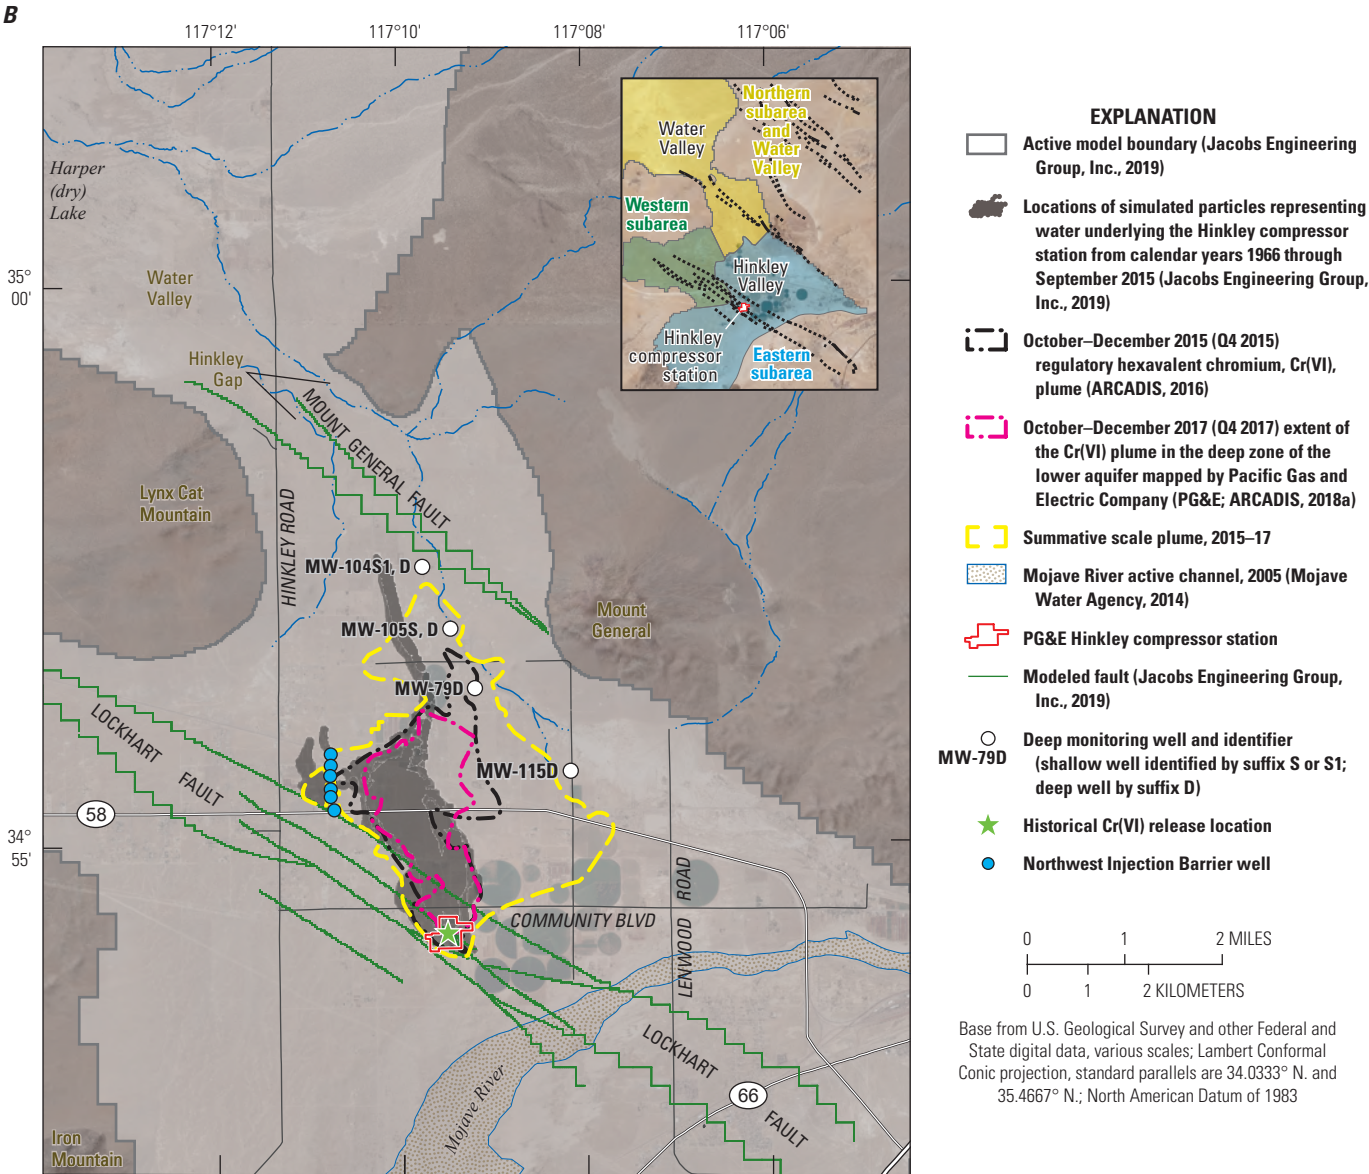 B
117°12'
117°10'
117°08'
117°06'
35°
00'
34°
55'
Harper
(dry)
Lake
Water
Valley
Hinkley
Gap
MOUNT GENERAL FAULT
Lynx Cat
Mountain
HINKLEY ROAD
MW-104S1, D
MW-105S, D
Mount
General
MW-79D
MW-115D
LOCKHART
FAULT
58
COMMUNITY BLVD
LENWOOD ROAD
LOCKHART
FAULT
66
Mojave River
Iron
Mountain
Northern
subarea
and
Water
Valley
Water
Valley
Western
subarea
Hinkley
Valley
Hinkley
compressor
station
Eastern
subarea
EXPLANATION
Active model boundary (Jacobs Engineering
Group, Inc., 2019)
Locations of simulated particles representing
water underlying the Hinkley compressor
station from calendar years 1966 through
September 2015 (Jacobs Engineering Group,
Inc., 2019)
October–December 2015 (Q4 2015)
regulatory hexavalent chromium, Cr(VI),
plume (ARCADIS, 2016)
October–December 2017 (Q4 2017) extent of
the Cr(VI) plume in the deep zone of the
lower aquifer mapped by Pacific Gas and
Electric Company (PG&E; ARCADIS, 2018a)
Summative scale plume, 2015–17
Mojave River active channel, 2005 (Mojave
Water Agency, 2014)
PG&E Hinkley compressor station
Modeled fault (Jacobs Engineering Group,
Inc., 2019)
MW-79D
Deep monitoring well and identifier
(shallow well identified by suffix S or S1;
deep well by suffix D)
Historical Cr(VI) release location
Northwest Injection Barrier well
0 1 2 MILES
0 1 2 KILOMETERS
Base from U.S. Geological Survey and other Federal and
State digital data, various scales; Lambert Conformal
Conic projection, standard parallels are 34.0333° N. and
35.4667° N.; North American Datum of 1983